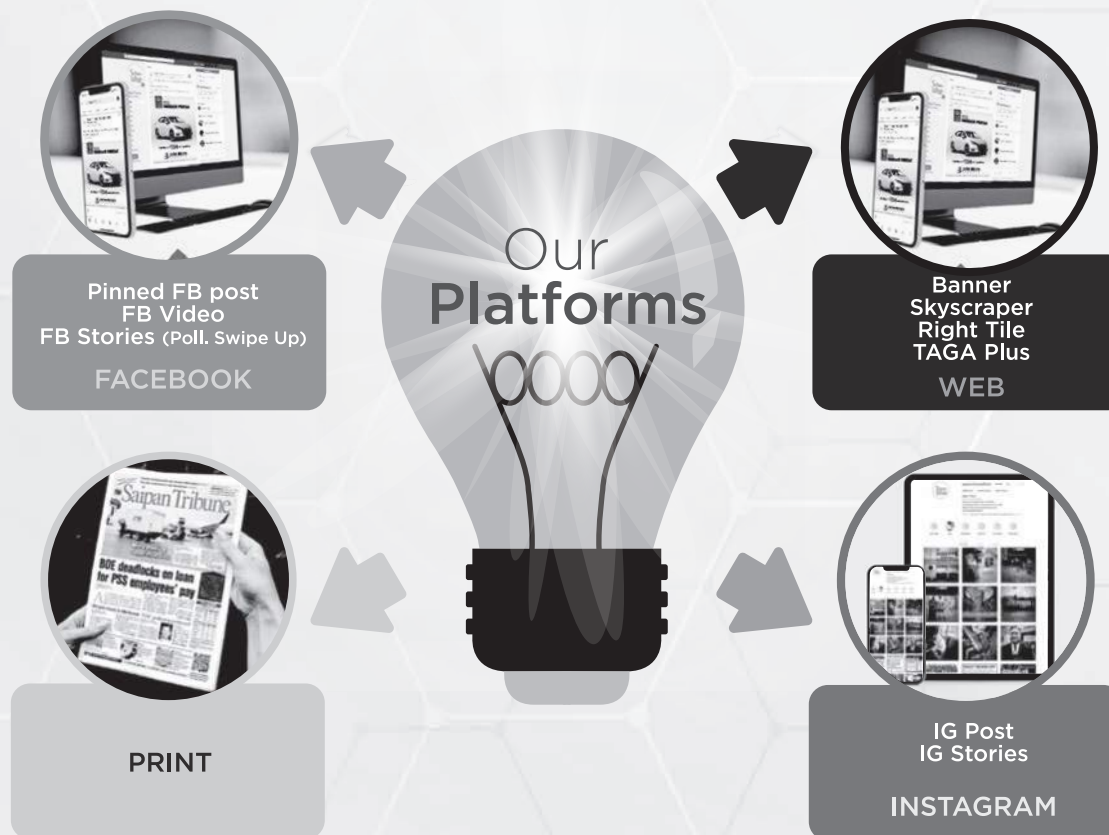 Our
Platforms
Pinned FB post
FB Video
FB Stories (Poll. Swipe Up)
FACEBOOK
Banner
Skyscraper
Right Tile
TAGA Plus
WEB
Saipan Tribune
BOE deadlocks on loan
for PSS employees' pay
PRINT
IG Post
IG Stories
INSTAGRAM